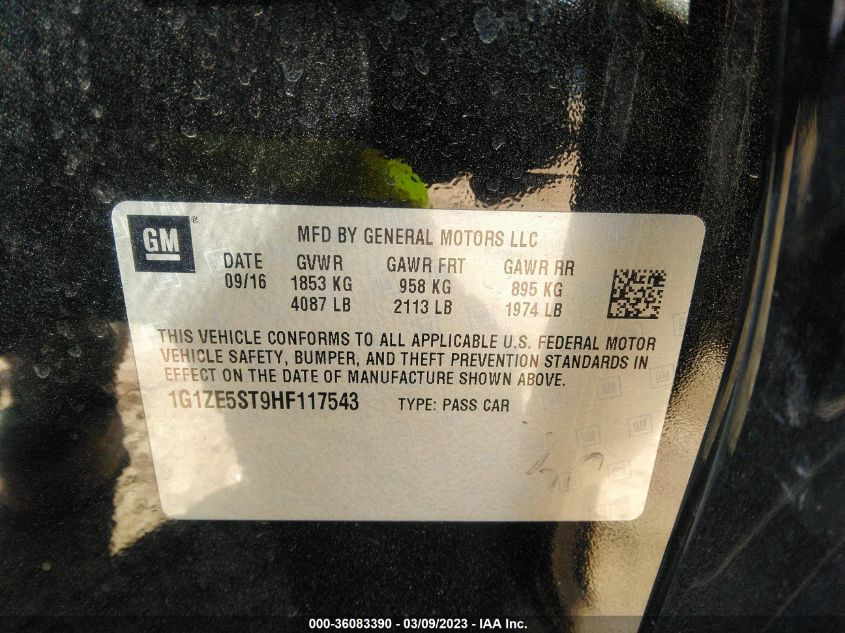 GM®
MFD BY GENERAL MOTORS LLC
DATE GVWR GAWR FRT GAWR RR
09/16 1853 KG 958 KG 895 KG
4087 LB 2113 LB 1974 LB
THIS VEHICLE CONFORMS TO ALL APPLICABLE U.S. FEDERAL MOTOR
VEHICLE SAFETY, BUMPER, AND THEFT PREVENTION STANDARDS IN
EFFECT ON THE DATE OF MANUFACTURE SHOWN ABOVE.
1G1ZE5ST9HF117543 TYPE: PASS CAR
000-36083390 / 03/09/2023 - IAA Inc.